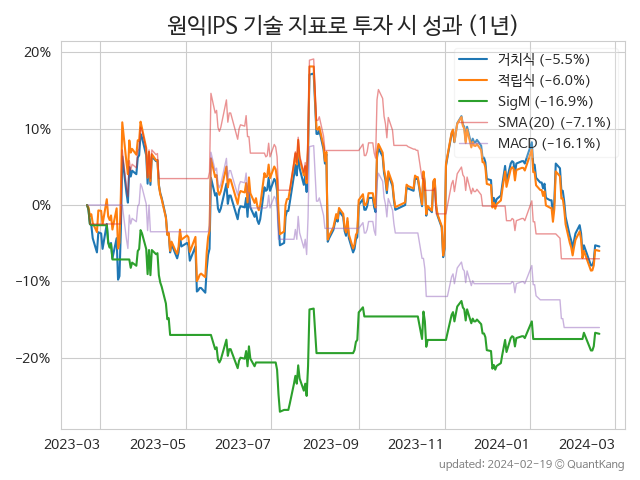 원익IPS 기술 지표로 투자 시 성과 (1년)
거치식 (-5.5%)
적립식 (-6.0%)
SigM (-16.9%)
SMA(20) (-7.1%)
MACD (-16.1%)
20%
10%
0%
-10%
-20%
2023-03 2023-05 2023-07 2023-09 2023-11 2024-01 2024-03
updated: 2024-02-19 © QuantKang